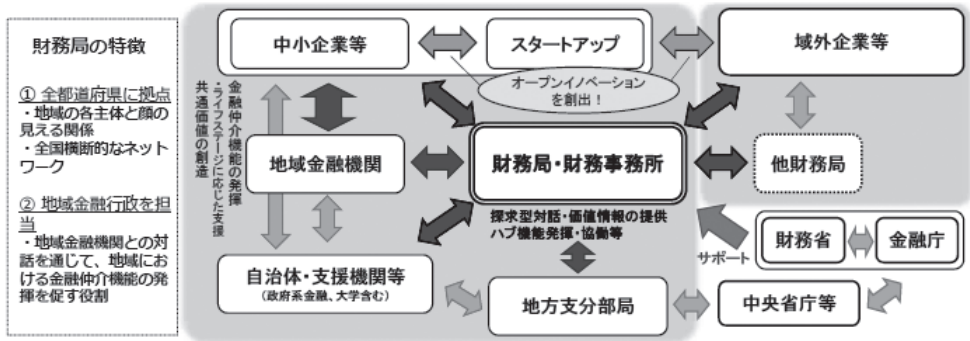 財務局の特徴
① 全都道府県に拠点
・地域の各主体と顔の
見える関係
・全国横断的なネット
ワーク
② 地域金融行政を担
当
・地域金融機関との対
話を通じて、地域にお
ける金融仲介機能の発
揮を促す役割
中小企業等
スタートアップ
域外企業等
オープンイノベーション
を創出！
金融仲介機能の発揮
・ライフステージに応じた支援
共通価値の創造
地域金融機関
財務局・財務事務所
他財務局
探求型対話・価値情報の提供
ハブ機能発揮・協働等
サポート
財務省
金融庁
自治体・支援機関等
（政府系金融、大学含む）
地方支分部局
中央省庁等